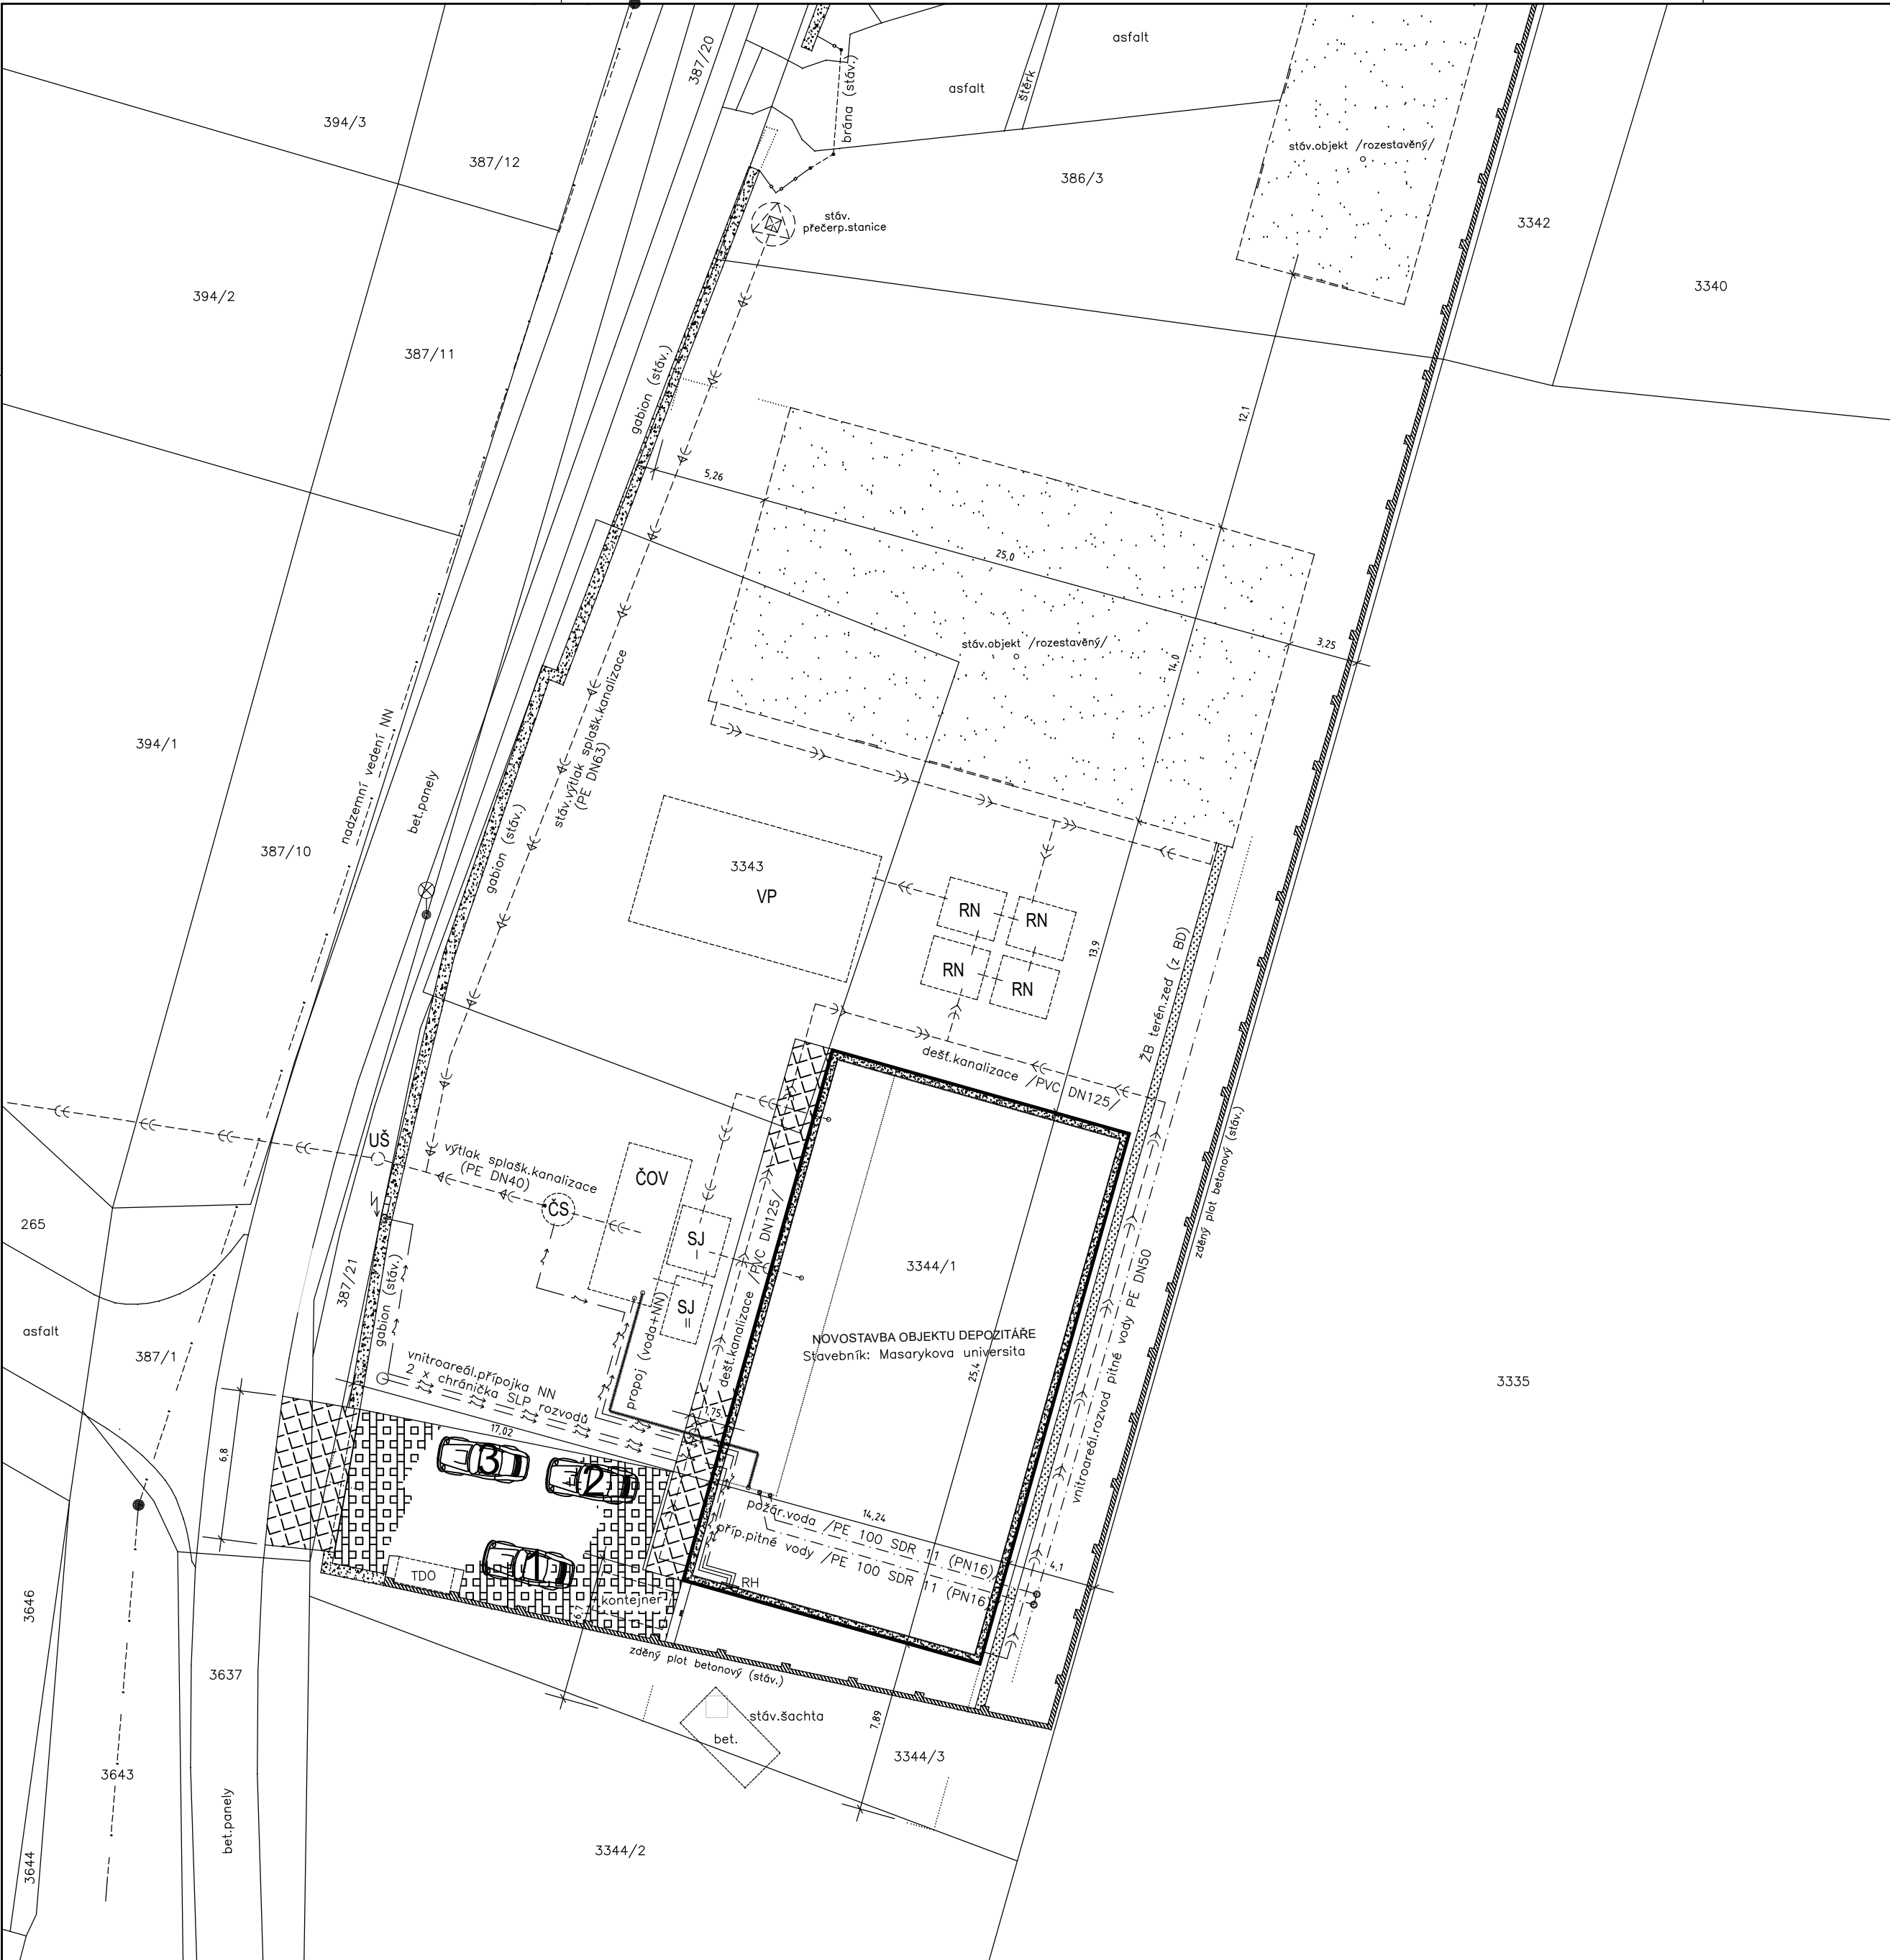 387/20
asfalt
asfalt
štěrk
brána (stáv.)
394/3
387/12
stáv.objekt /rozestavěný/
386/3
stáv.
přečerp.stanice
3342
3340
394/2
387/11
gabion (stáv.)
12,1
5,26
25,0
stáv.objekt /rozestavěný/
3,25
14,0
stáv.výtlak splašk.kanalizace
(PE DN63)
394/1
nadzemní vedení NN
bet.panely
gabion (stáv.)
387/10
3343
VP
RN
RN
RN
RN
13,9
ŽB terén.zeď (z BD)
dešť.kanalizace /PVC DN125/
zděný plot betonový (stáv.)
UŠ
výtlak splašk.kanalizace
(PE DN40)
ČS
ČOV
SJ
I
SJ
II
265
387/21
gabion (stáv.)
dešť.kanalizace /PVC DN125/
propoj (voda+NN)
3344/1
NOVOSTAVBA OBJEKTU DEPOZITÁŘE
Stavebník: Masarykova universita
25,4
vnitroareál.rozvod pitné vody PE DN50
asfalt
387/1
vnitroareál.přípojka NN
2 x chránička SLP rozvodů
3335
1,75
17,02
6,8
3
2
1
14,24
požár.voda /PE 100 SDR 11 (PN16)
příp.pitné vody /PE 100 SDR 11 (PN16)
4,1
TDO
RH
kontejner
6,7
3646
3637
zděný plot betonový (stáv.)
stáv.šachta
bet.
7,89
3344/3
3643
bet.panely
3344/2
3644